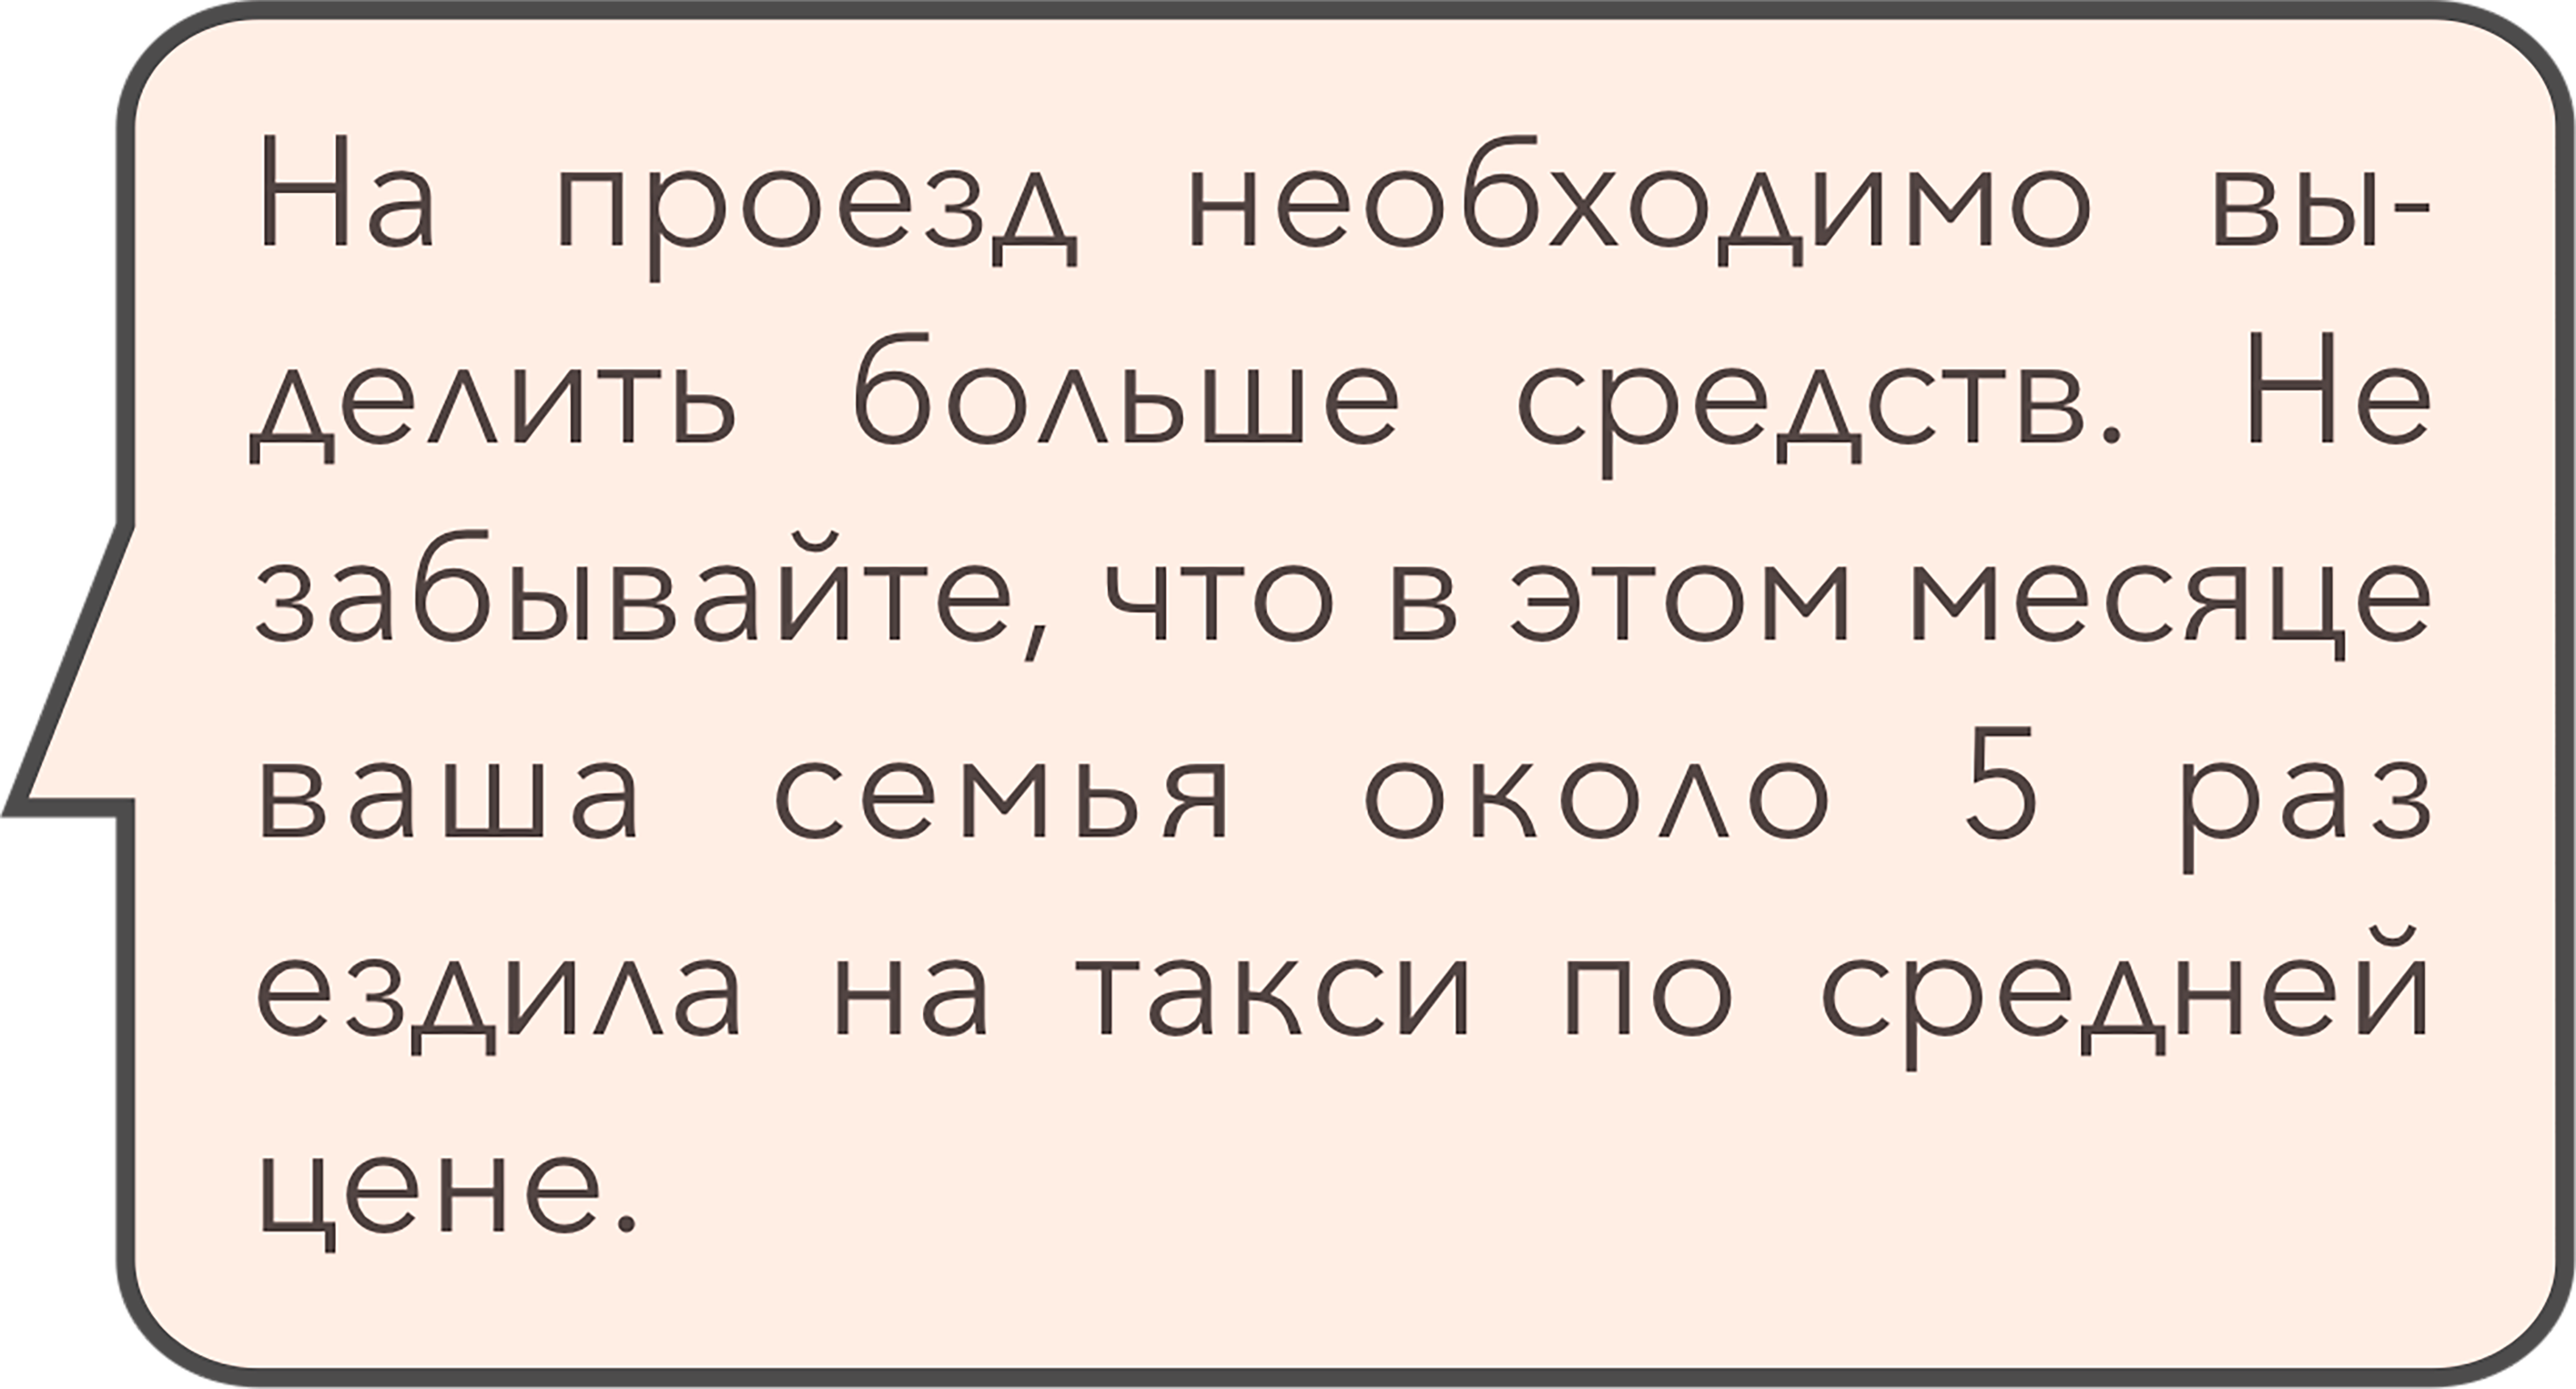 На проезд необходимо вы-
делить больше средств. Не
забывайте, что в этом месяце
ваша семья около 5 раз
ездила на такси по средней
цене.